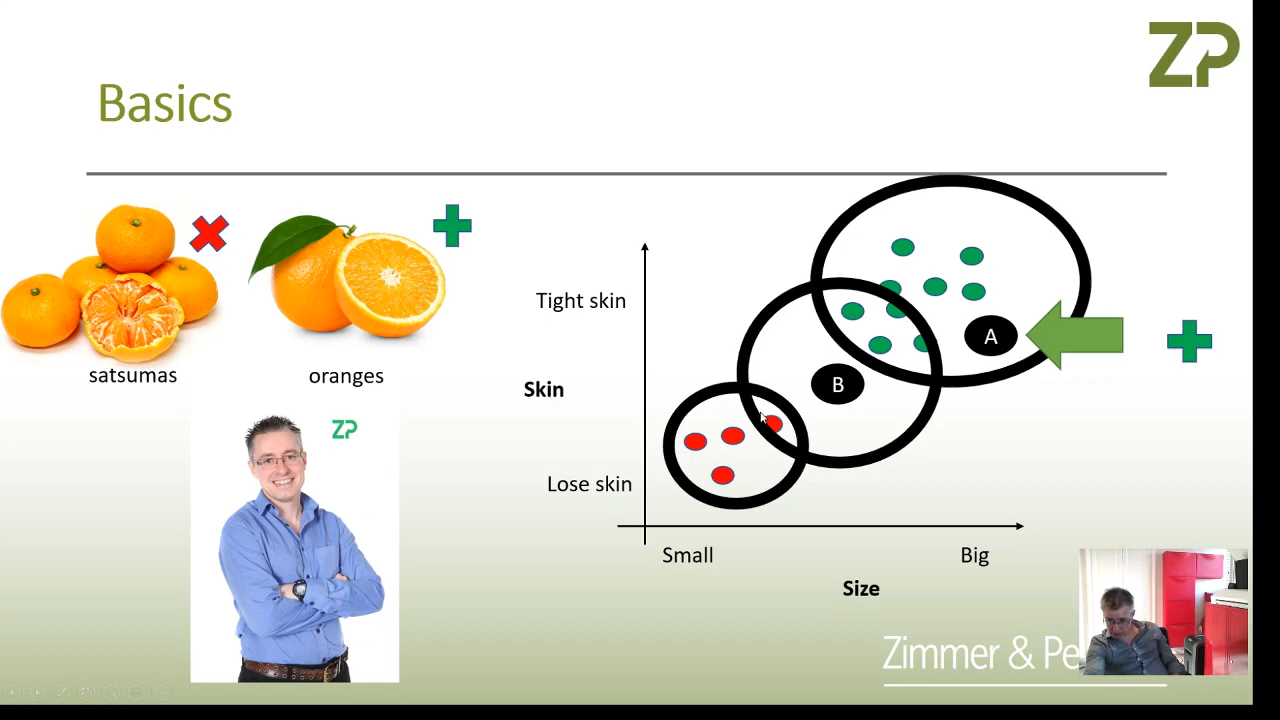 ZP
Basics
satsumas
oranges
ZP
Tight skin
Skin
Lose skin
A
B
Small
Big
Size
Zimmer & Pe